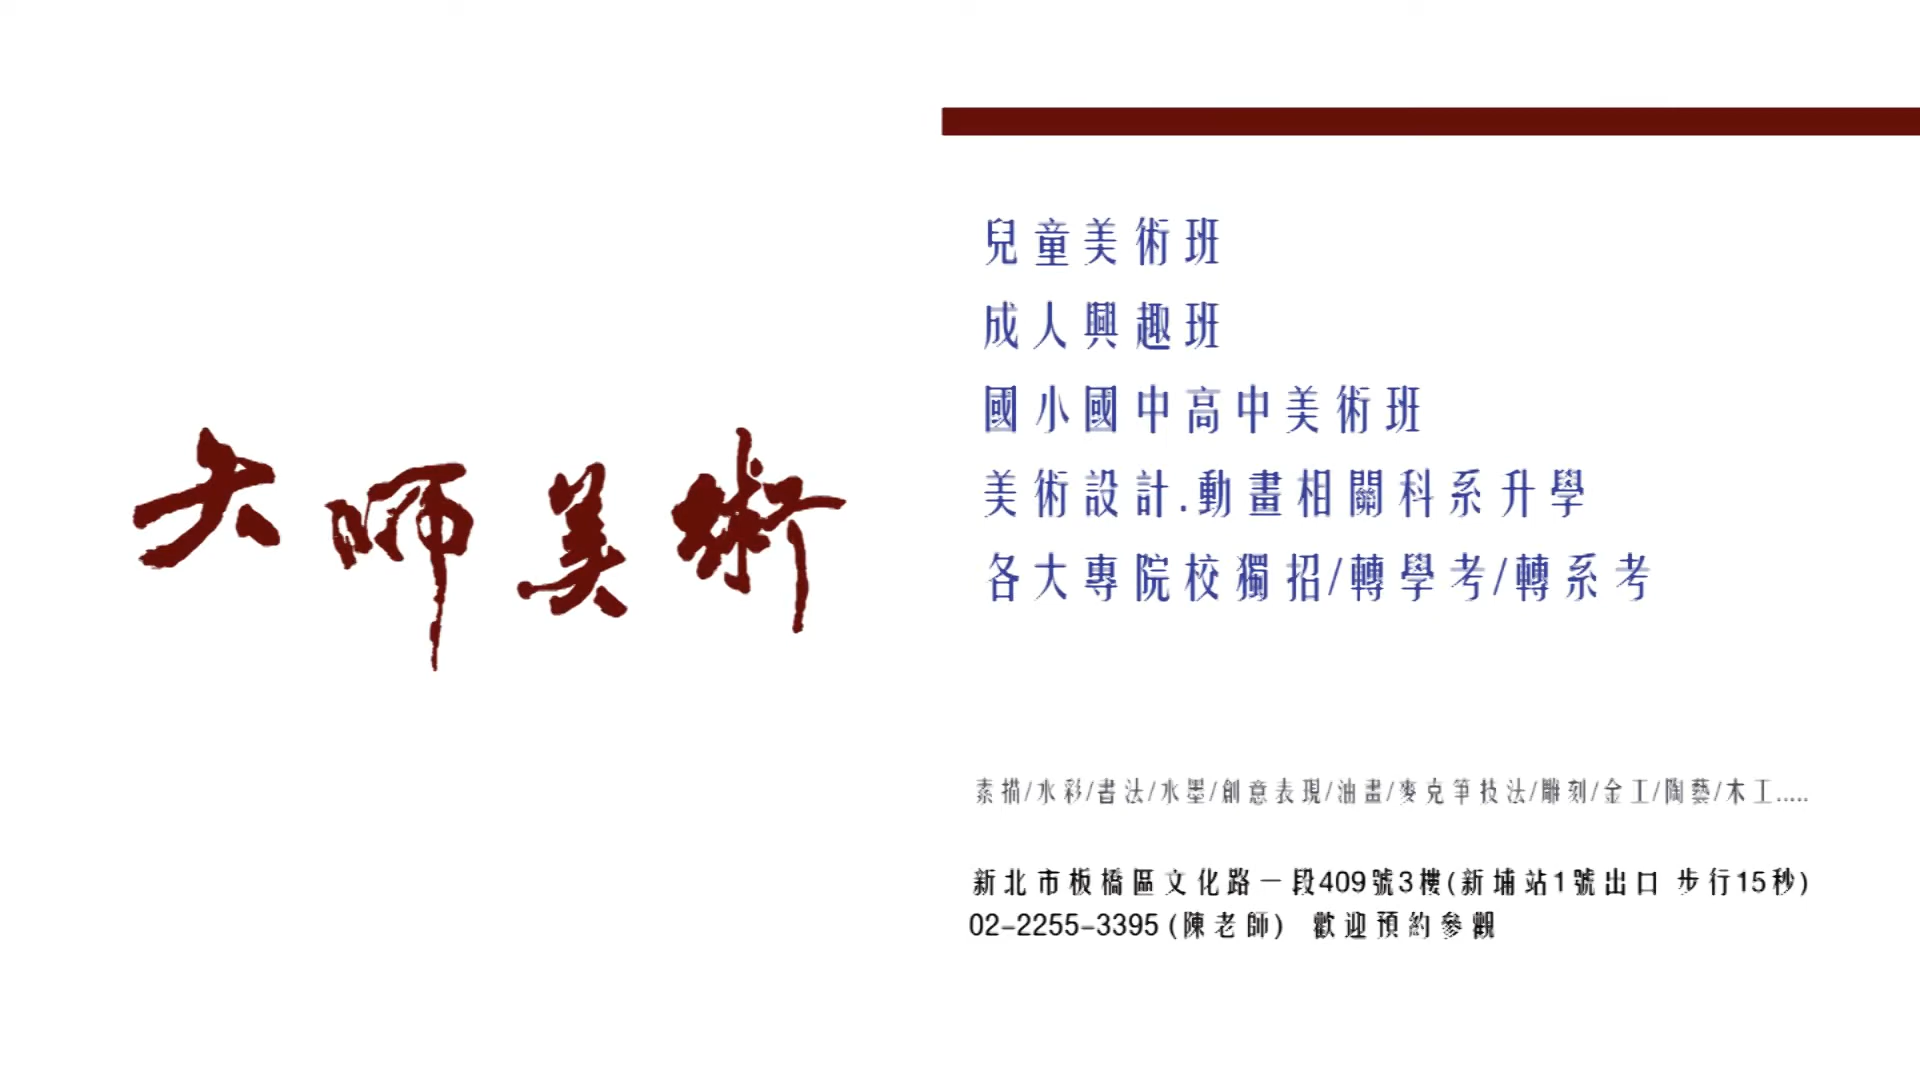 大師美術
兒童美術班
成人興趣班
國小國中高中美術班
美術設計.動畫相關科系升學
各大專院校獨招/轉學考/轉系考
素描/水彩/書法/水墨/創意表現/油畫/麥克筆技法/雕刻/金工/陶藝/木工.....
新北市板橋區文化路一段409號3樓(新埔站1號出口 步行15秒)
02-2255-3395 (陳老師) 歡迎預約參觀